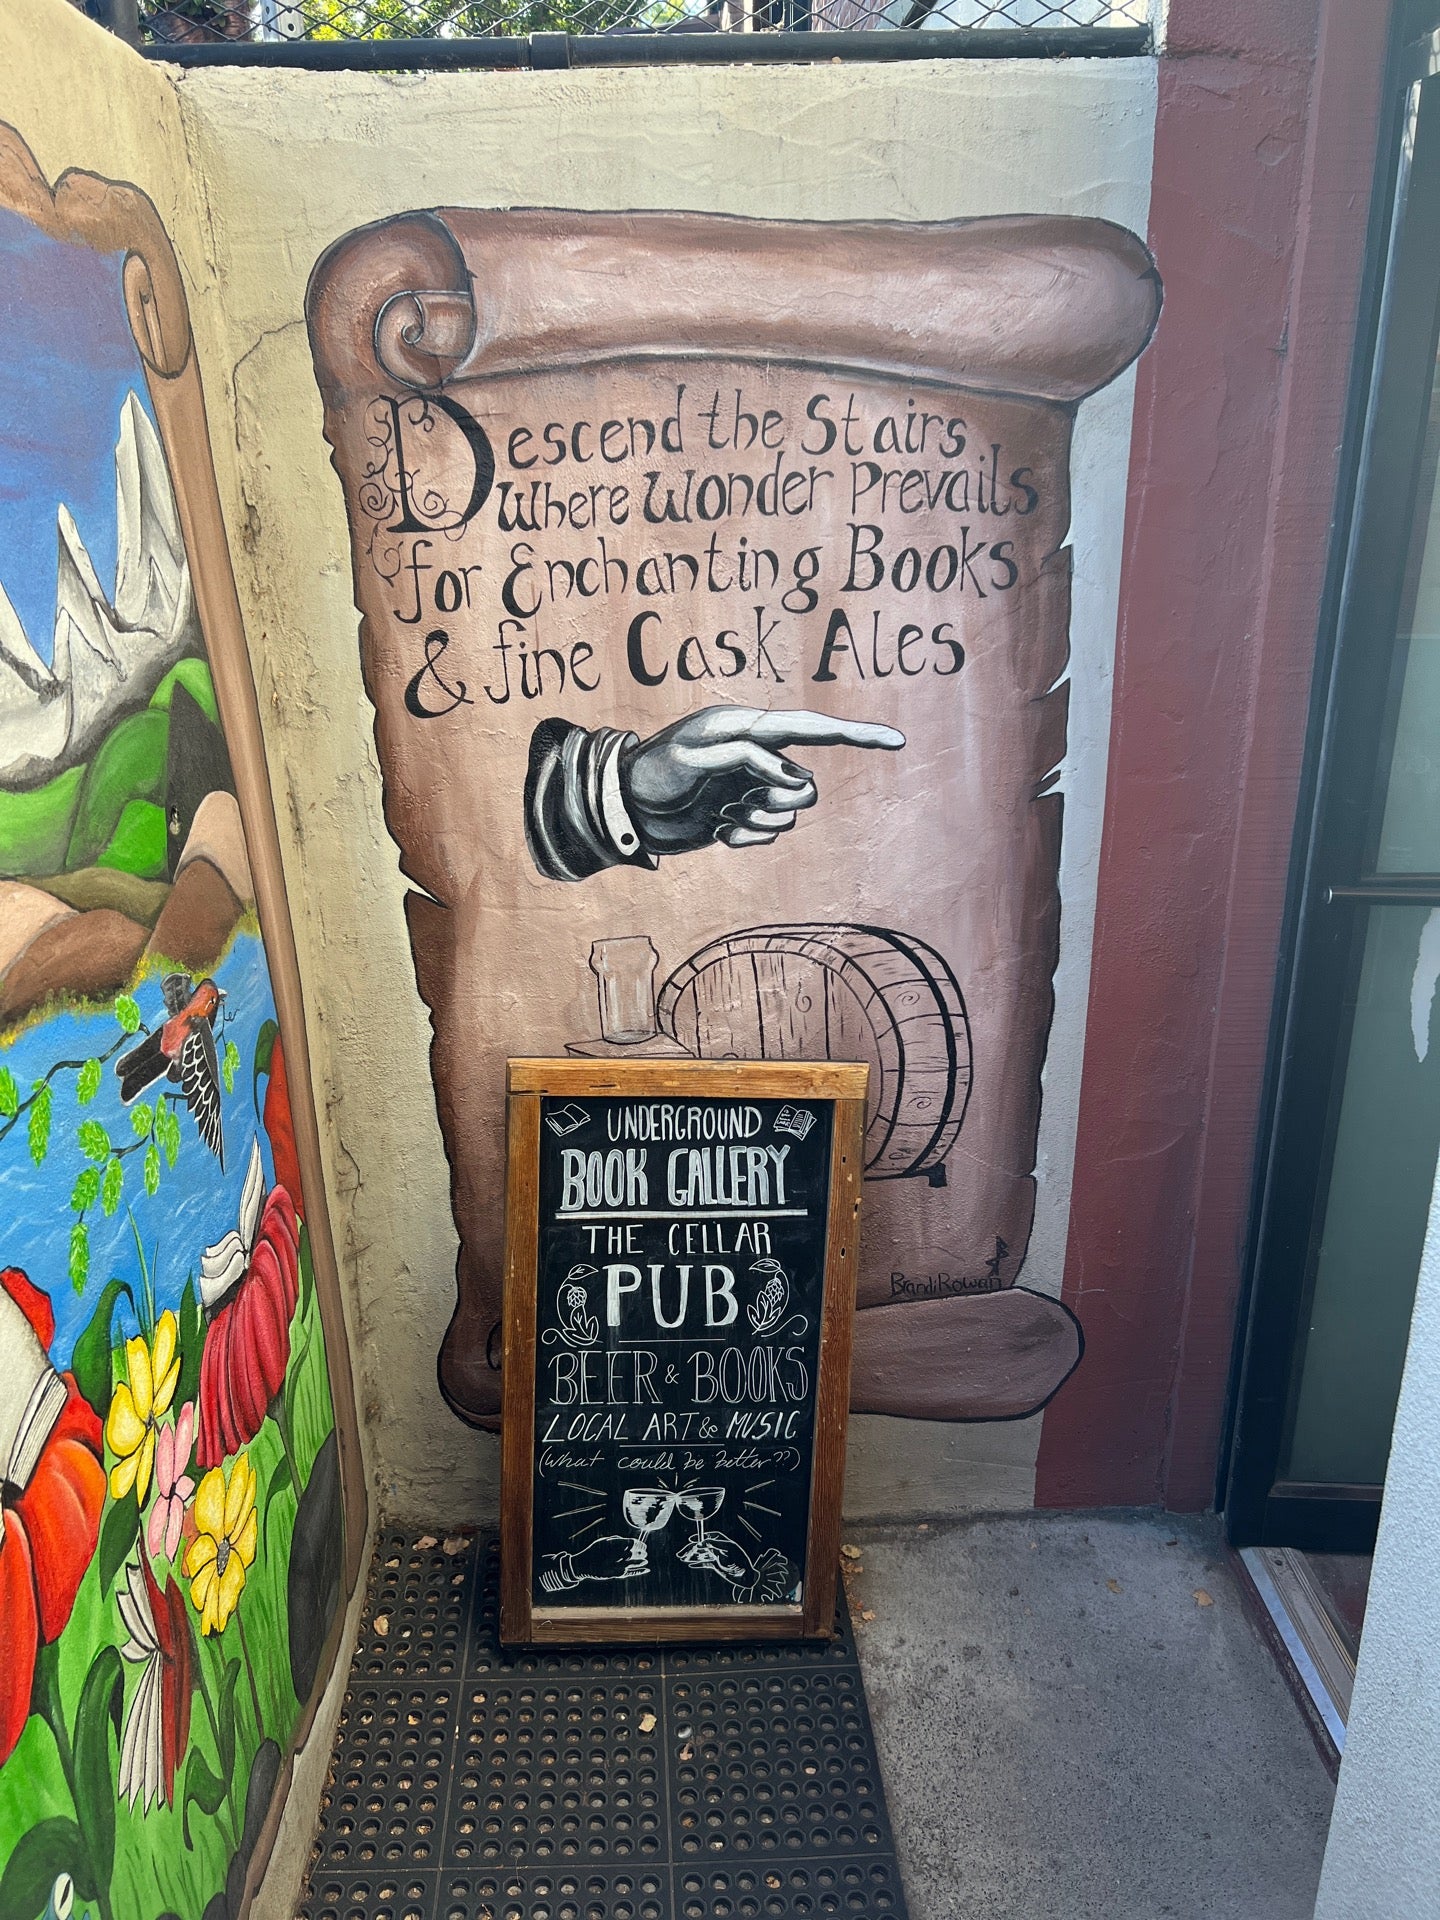 Descend the Stairs
Where Wonder Prevails
for Enchanting Books
& fine Cask Ales
BrandiRowan
UNDERGROUND
BOOK GALLERY
THE CELLAR
PUB
BEER & BOOKS
LOCAL ART & MUSIC
(What could be better??)